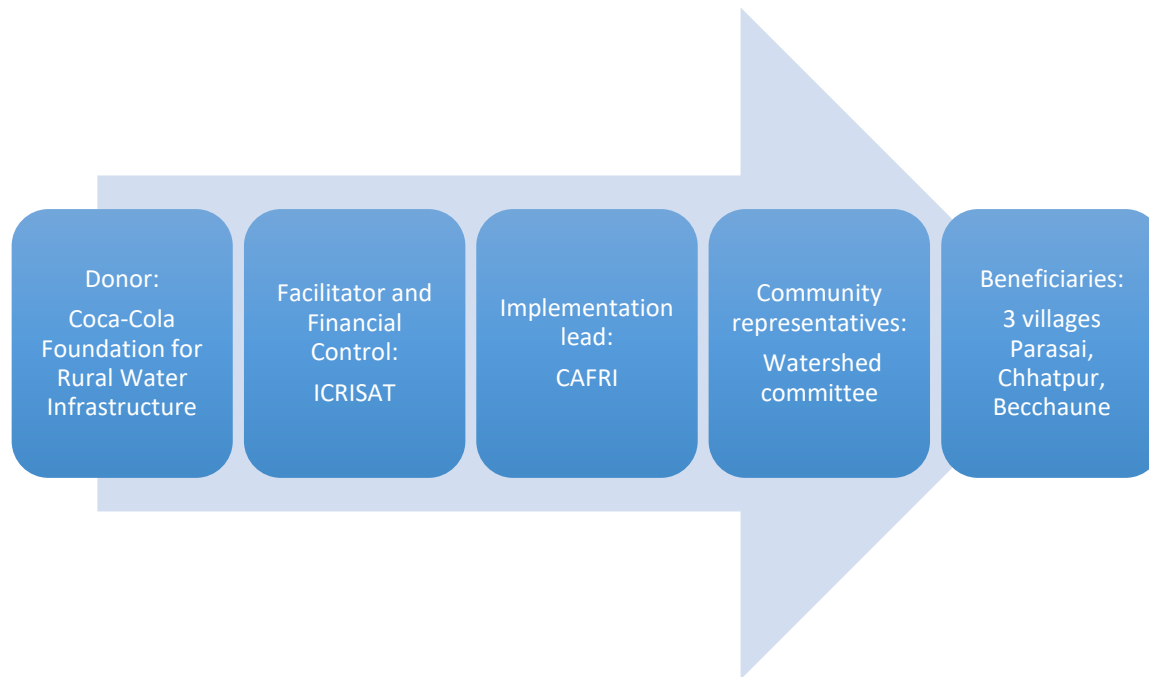 Donor:
Coca-Cola
Foundation for
Rural Water
Infrastructure
Facilitator and
Financial
Control:
ICRISAT
Implementation
lead:
CAFRI
Community
representatives:
Watershed
committee
Beneficiaries:
3 villages
Parasai,
Chhatpur,
Becchaune